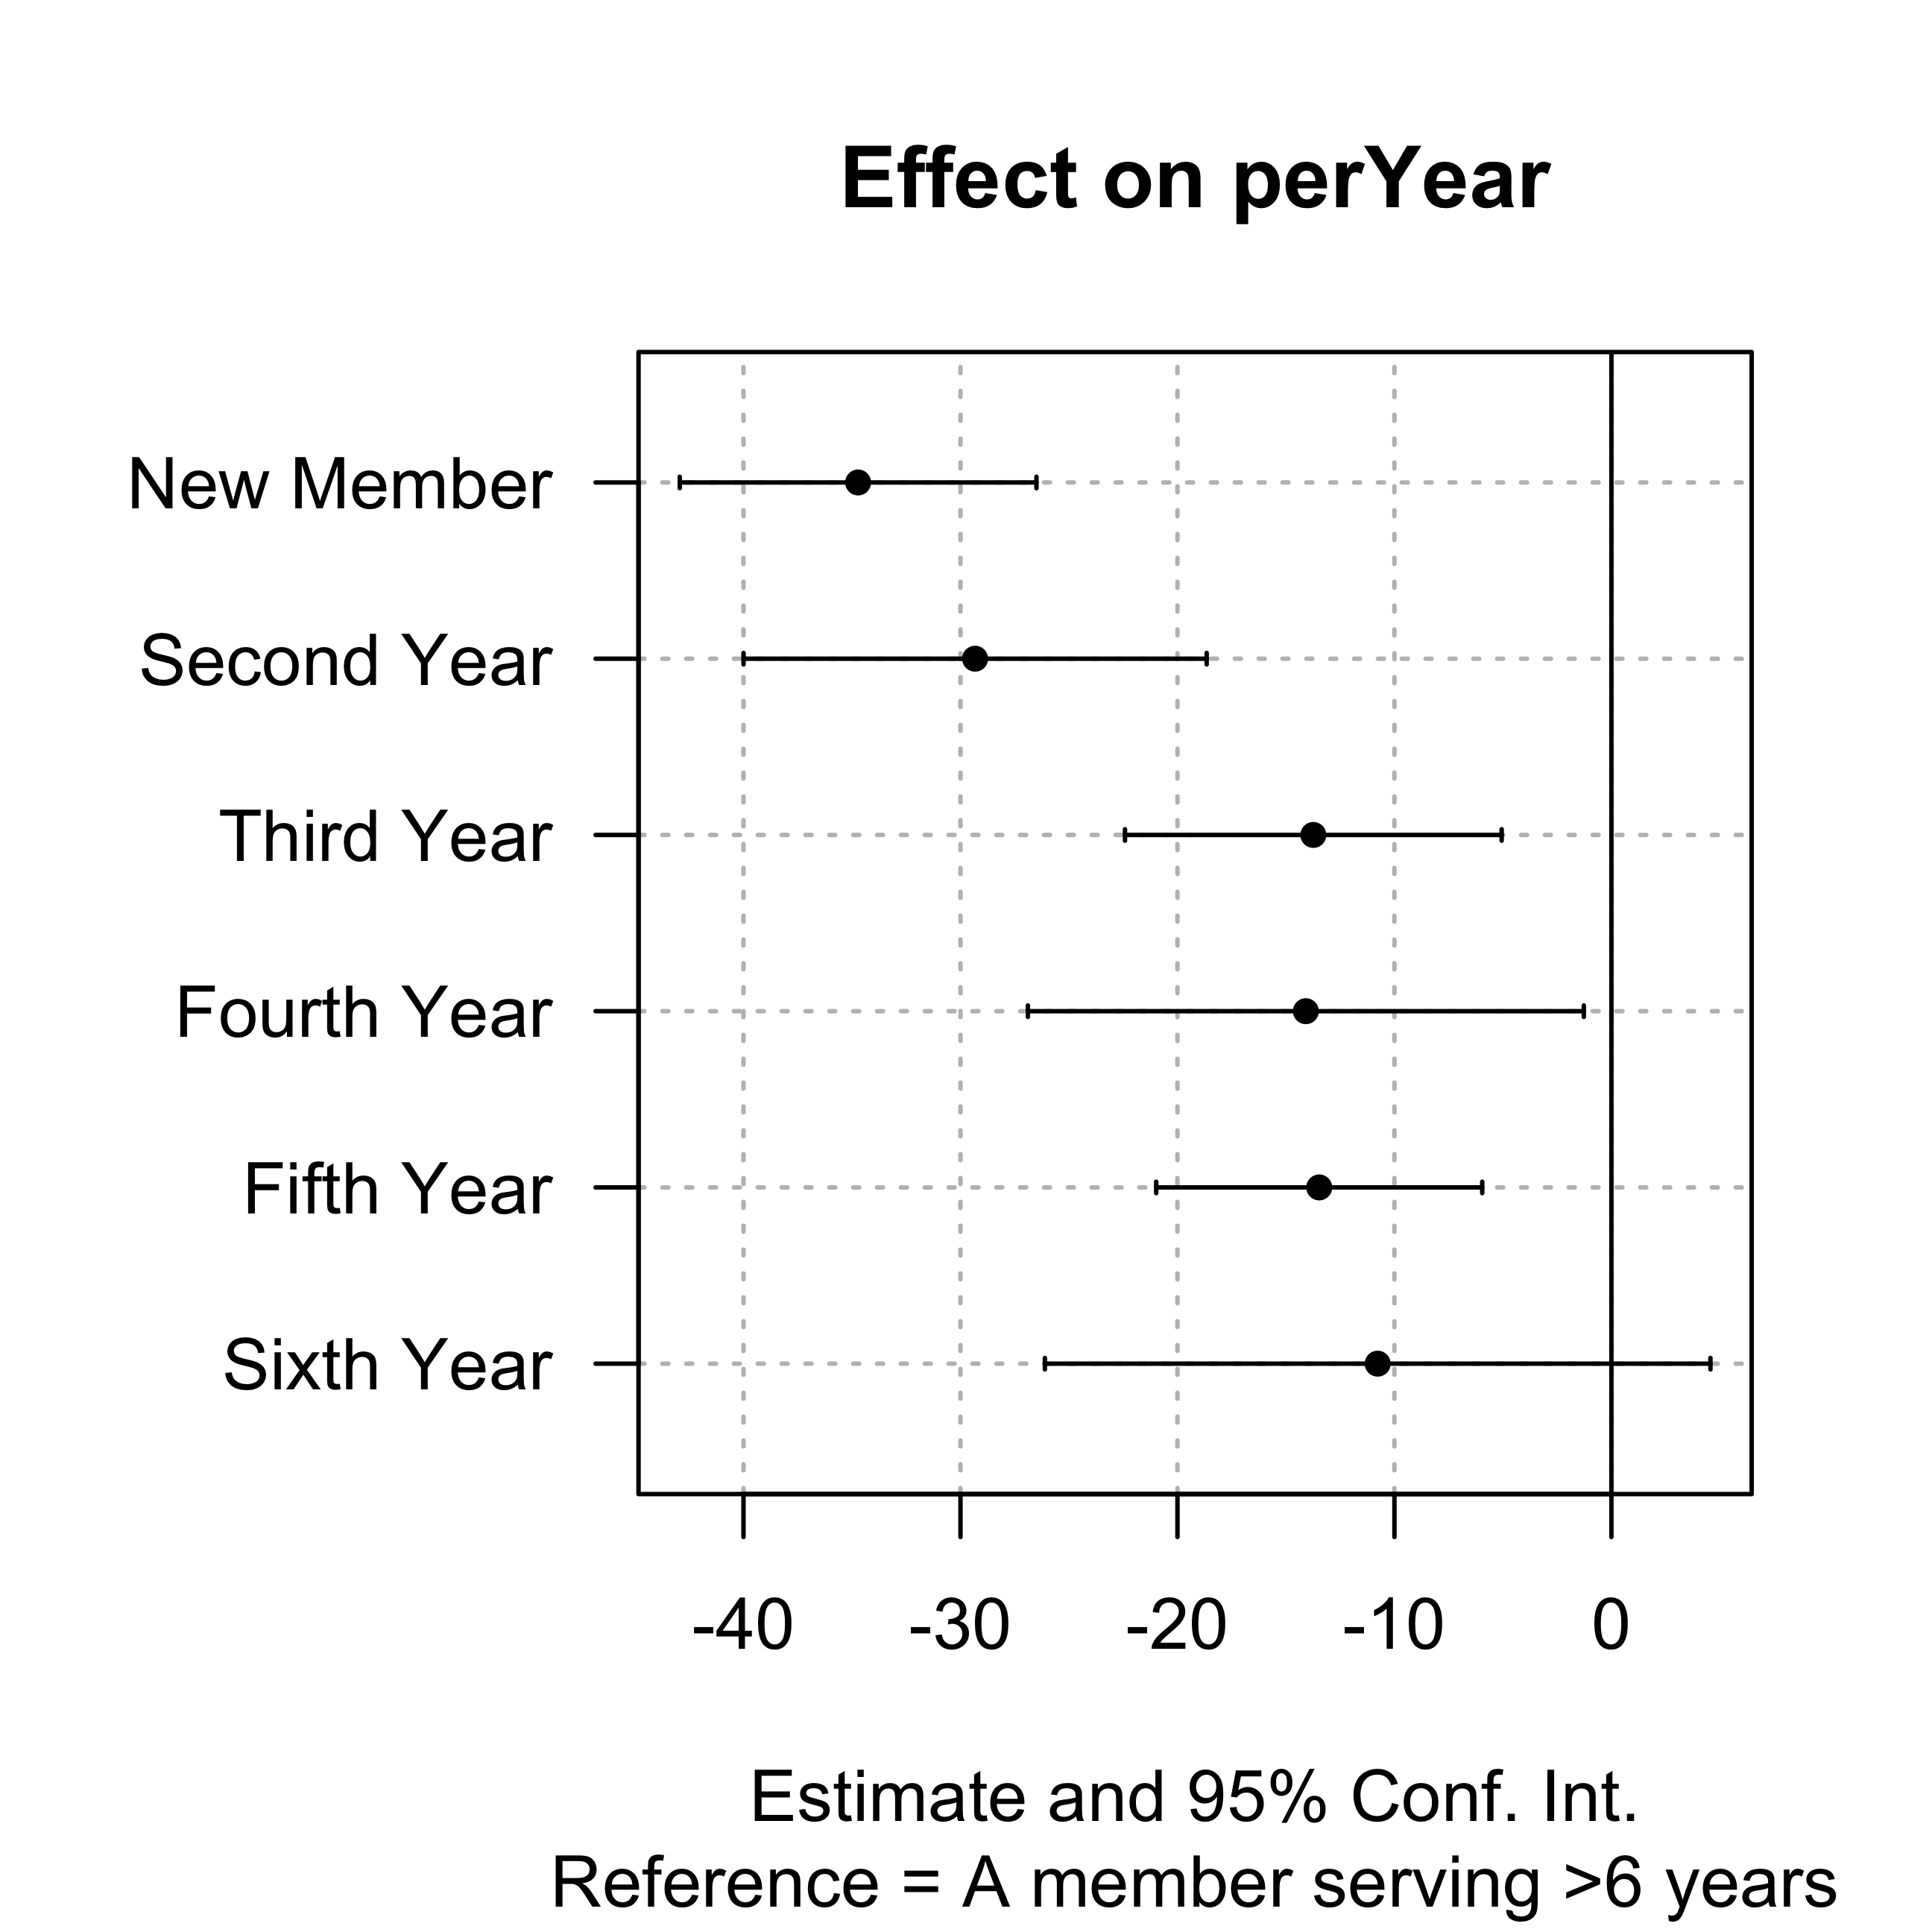 Effect on perYear
New Member
Second Year
Third Year
Fourth Year
Fifth Year
Sixth Year
-40 -30 -20 -10 0
Estimate and 95% Conf. Int.
Reference = A member serving >6 years